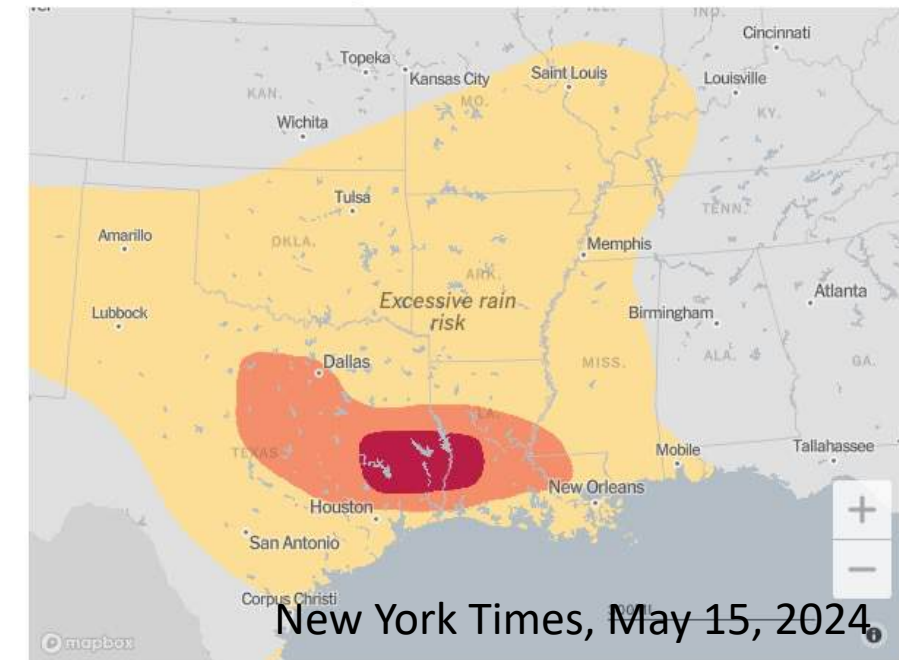 ILL.
IND.
Cincinnati
Topeka
Kansas City
Saint Louis
Louisville
KAN.
MO.
KY.
Wichita
Tulsa
TENN.
Amarillo
OKLA.
Memphis
ARK.
Atlanta
Excessive rain
risk
Lubbock
Birmingham
Dallas
MISS.
ALA.
GA.
LA.
TEXAS
Mobile
Tallahassee
New Orleans
Houston
San Antonio
Corpus Christi
New York Times, May 15, 2024
mapbox